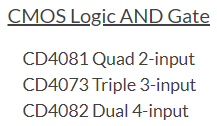 CMOS Logic AND Gate
CD4081 Quad 2-input
CD4073 Triple 3-input
CD4082 Dual 4-input